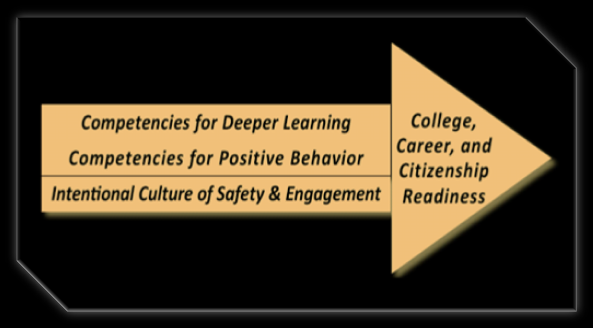 Competencies for Deeper Learning
Competencies for Positive Behavior
Intentional Culture of Safety & Engagement
College,
Career, and
Citizenship
Readiness